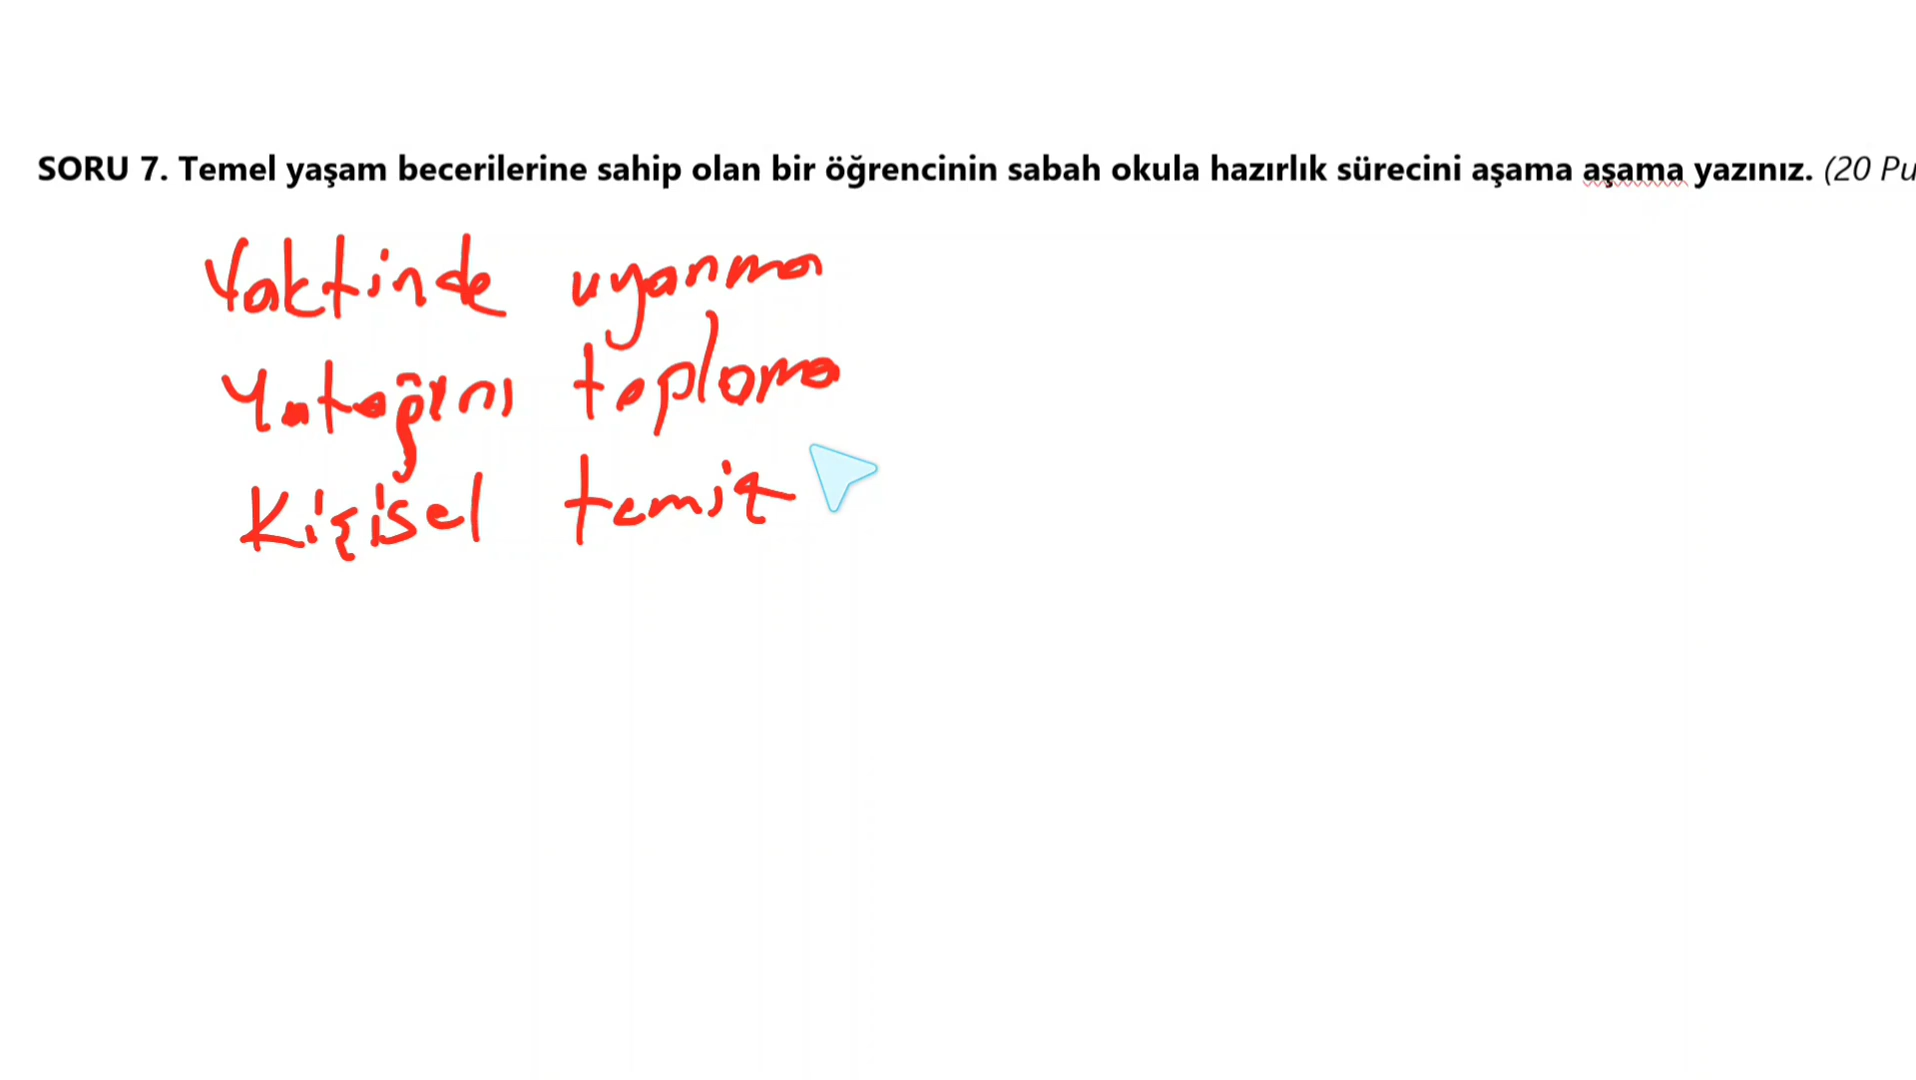 SORU 7. Temel yaşam becerilerine sahip olan bir öğrencinin sabah okula hazırlık sürecini aşama aşama yazınız. (20 Pu
Vaktinde uyanma
Yatağını toplama
Kişisel temiz